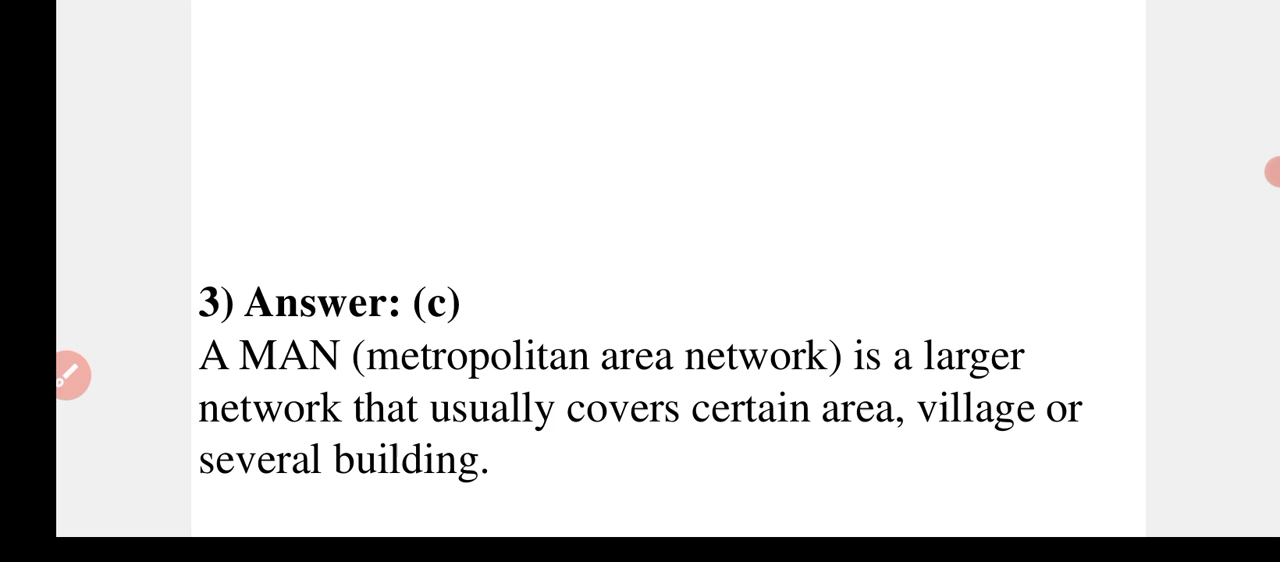 3) Answer: (c)
A MAN (metropolitan area network) is a larger
network that usually covers certain area, village or
several building.